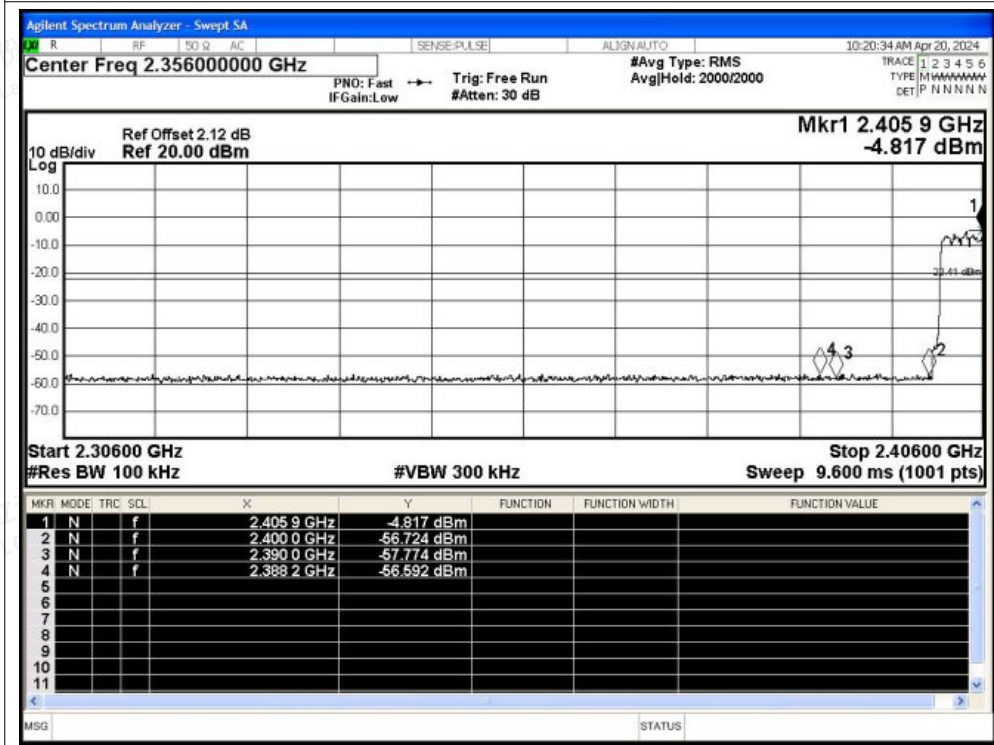 Agilent Spectrum Analyzer - Swept SA
R RF 50 Ω AC SENSE:PULSE ALIGN AUTO 10:20:34 AM Apr 20, 2024
Center Freq 2.356000000 GHz
PNO: Fast
IFGain:Low
Trig: Free Run
#Atten: 30 dB
#Avg Type: RMS
Avg|Hold: 2000/2000
TRACE 1 2 3 4 5 6
TYPE M
DET P N N N N N
Ref Offset 2.12 dB
10 dB/div Ref 20.00 dBm
Log
Mkr1 2.405 9 GHz
-4.817 dBm
10.0
0.00
-10.0
-20.0
-30.0
-40.0
-50.0
-60.0
-70.0
1
4 3 2
Start 2.30600 GHz Stop 2.40600 GHz
#Res BW 100 kHz #VBW 300 kHz Sweep 9.600 ms (1001 pts)
MKR MODE TRC SCL X Y FUNCTION FUNCTION WIDTH FUNCTION VALUE
1 N f 2.405 9 GHz -4.817 dBm
2 N f 2.400 0 GHz -56.724 dBm
3 N f 2.390 0 GHz -57.774 dBm
4 N f 2.388 2 GHz -56.592 dBm
5
6
7
8
9
10
11
MSG STATUS